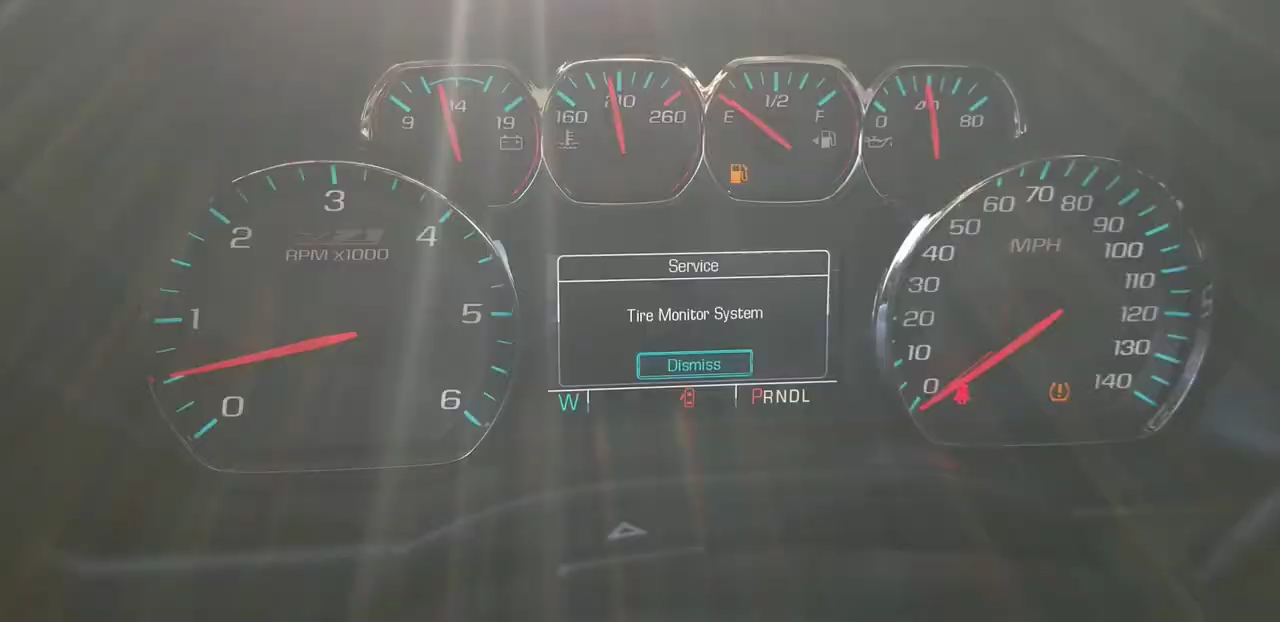 9 14 19
160 210 260
E 1/2 F
0 40 80
0 1 2 3 4 5 6
Z71
RPM x1000
Service
Tire Monitor System
Dismiss
W
PRNDL
0 10 20 30 40 50 60 70 80 90 100 110 120 130 140
MPH